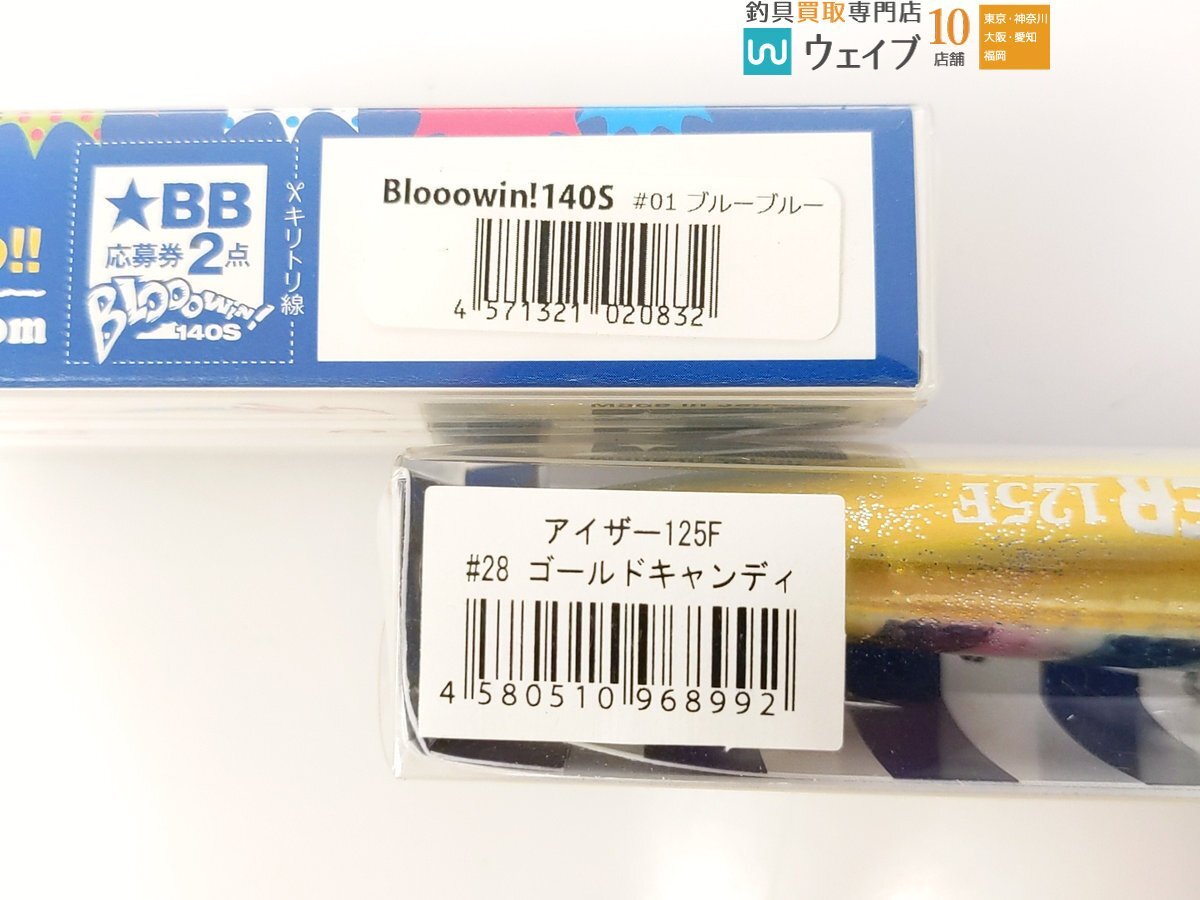 釣具買取専門店
ウェイブ
10
店舗
東京・神奈川
大阪・愛知
福岡
★BB
応募券2点
Blooowin!
140S
キリトリ線
!!
om
Blooowin!140S #01 ブルーブルー
4 571321 020832
ER 125F
アイザー125F
#28 ゴールドキャンディ
4 580510 968992